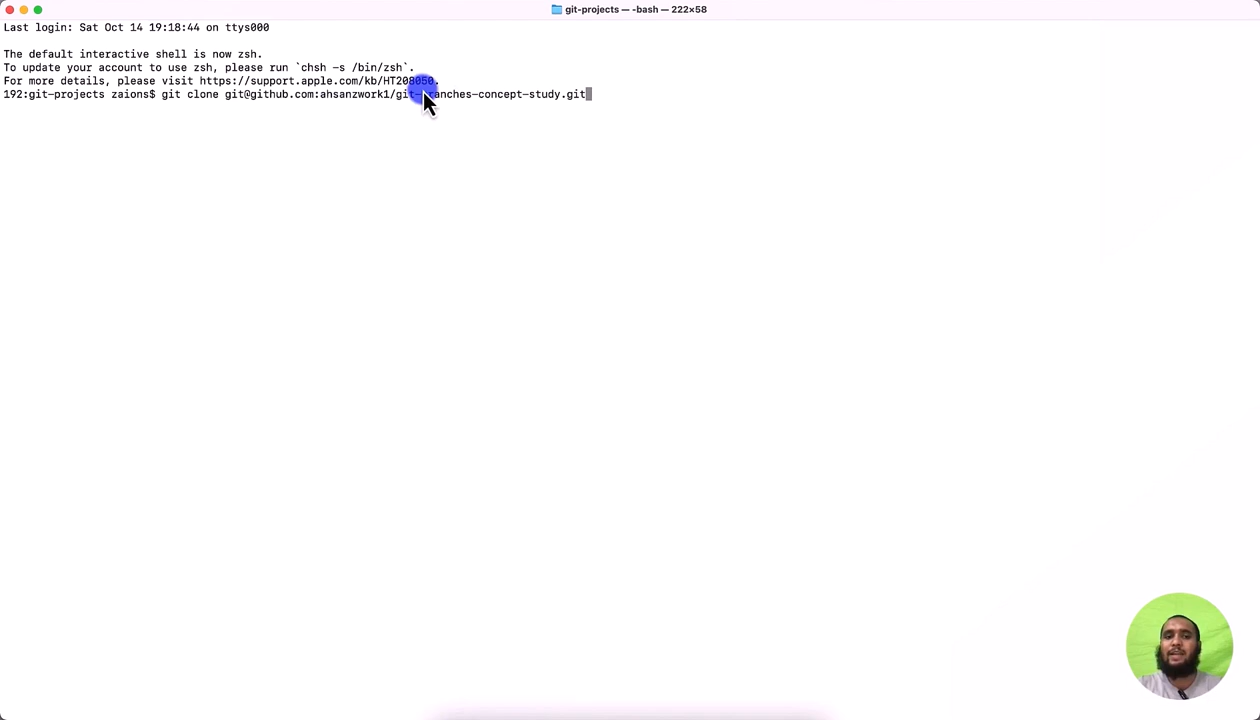 git-projects — -bash — 222×58
Last login: Sat Oct 14 19:18:44 on ttys000
The default interactive shell is now zsh.
To update your account to use zsh, please run `chsh -s /bin/zsh`.
For more details, please visit https://support.apple.com/kb/HT208050.
192:git-projects zaions$ git clone git@github.com:ahsanzwork1/git-branches-concept-study.git